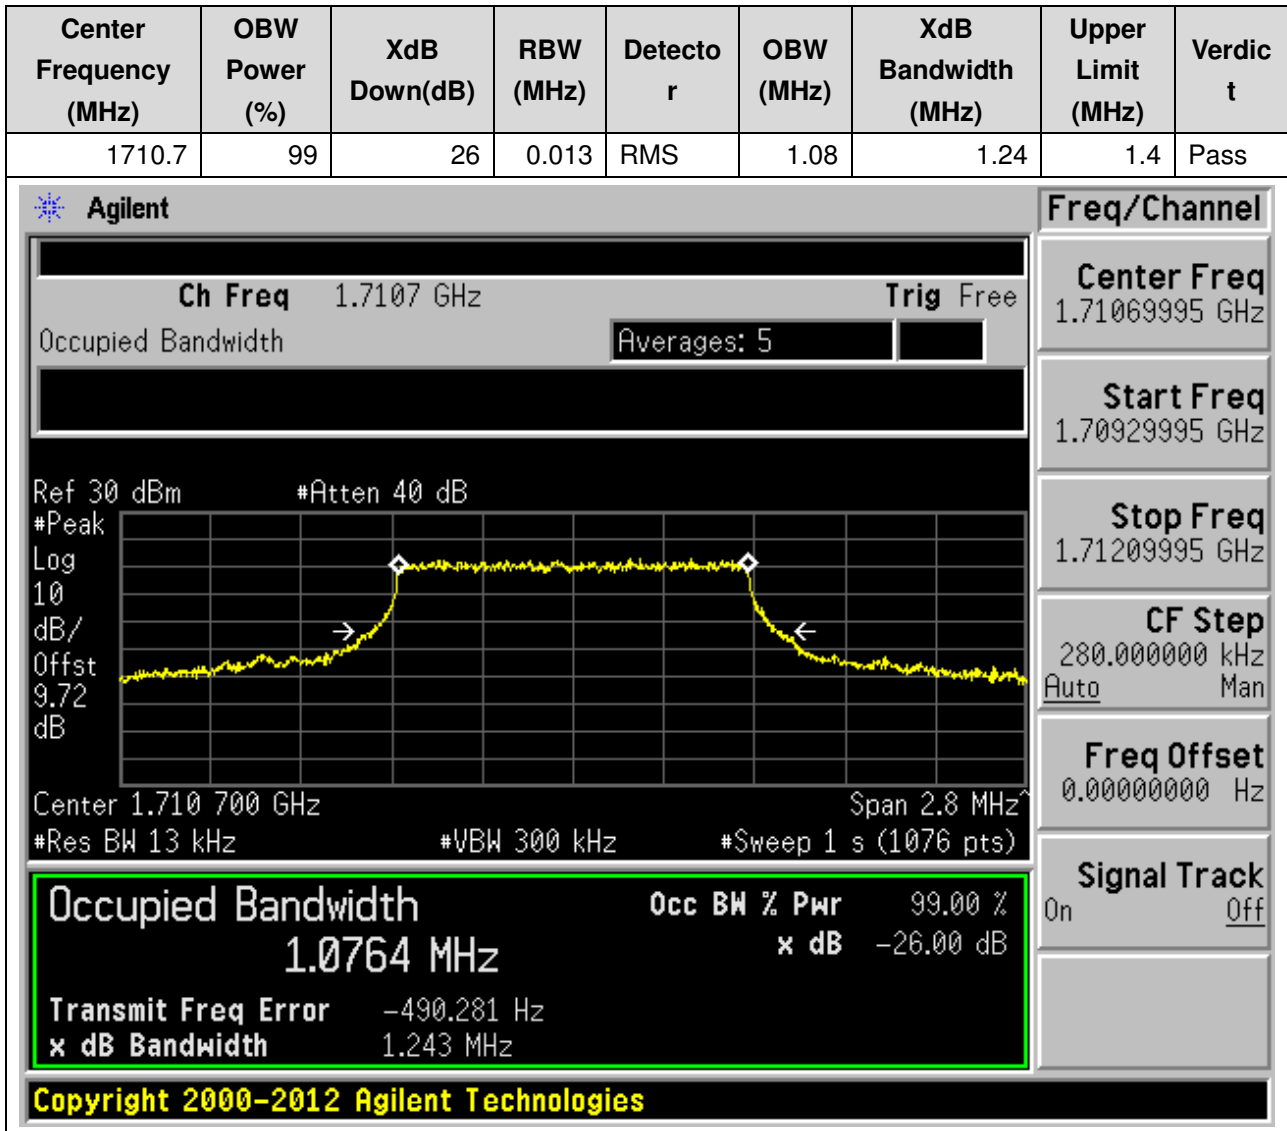 Center Frequency (MHz) OBW Power (%) XdB Down(dB) RBW (MHz) Detecto r OBW (MHz) XdB Bandwidth (MHz) Upper Limit (MHz) Verdic t
1710.7 99 26 0.013 RMS 1.08 1.24 1.4 Pass
Agilent
Freq/Channel
Ch Freq 1.7107 GHz Trig Free
Occupied Bandwidth Averages: 5
Center Freq
1.71069995 GHz
Start Freq
1.70929995 GHz
Stop Freq
1.71209995 GHz
CF Step
280.000000 kHz
Auto Man
Freq Offset
0.00000000 Hz
Signal Track
On Off
Ref 30 dBm #Atten 40 dB
#Peak
Log
10
dB/
Offst
9.72
dB
Center 1.710 700 GHz Span 2.8 MHz^
#Res BW 13 kHz #VBW 300 kHz #Sweep 1 s (1076 pts)
Occupied Bandwidth
1.0764 MHz
Occ BW % Pwr 99.00 %
x dB -26.00 dB
Transmit Freq Error -490.281 Hz
x dB Bandwidth 1.243 MHz
Copyright 2000-2012 Agilent Technologies